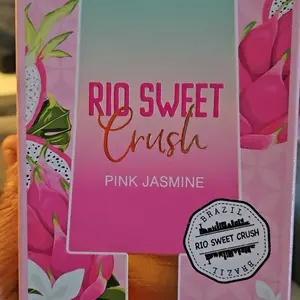 RIO SWEET
Crush
PINK JASMINE
BRAZIL
RIO SWEET CRUSH
BRAZIL